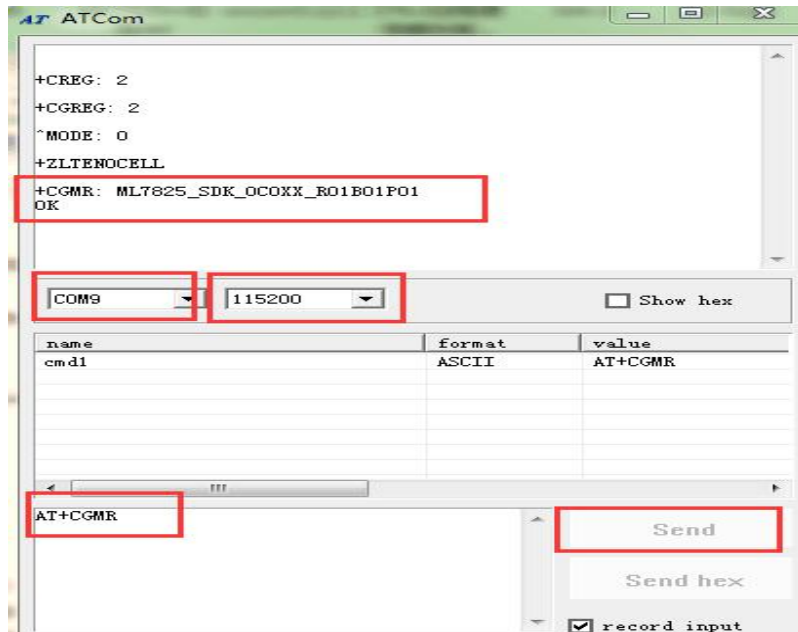 AT ATCom
+CREG: 2
+CGREG: 2
^MODE: 0
+ZLTENOCELL
+CGMR: ML7825_SDK_0C0XX_R01B01P01
OK
COM9 115200 Show hex
name format value
cmd1 ASCII AT+CGMR
AT+CGMR
Send
Send hex
record input